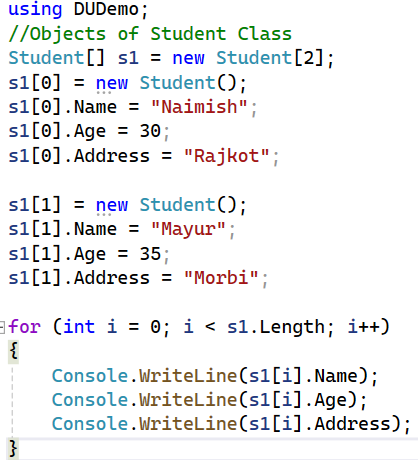 using DUDemo;
//Objects of Student Class
Student[] s1 = new Student[2];
s1[0] = new Student();
s1[0].Name = "Naimish";
s1[0].Age = 30;
s1[0].Address = "Rajkot";
s1[1] = new Student();
s1[1].Name = "Mayur";
s1[1].Age = 35;
s1[1].Address = "Morbi";
for (int i = 0; i < s1.Length; i++)
{
    Console.WriteLine(s1[i].Name);
    Console.WriteLine(s1[i].Age);
    Console.WriteLine(s1[i].Address);
}